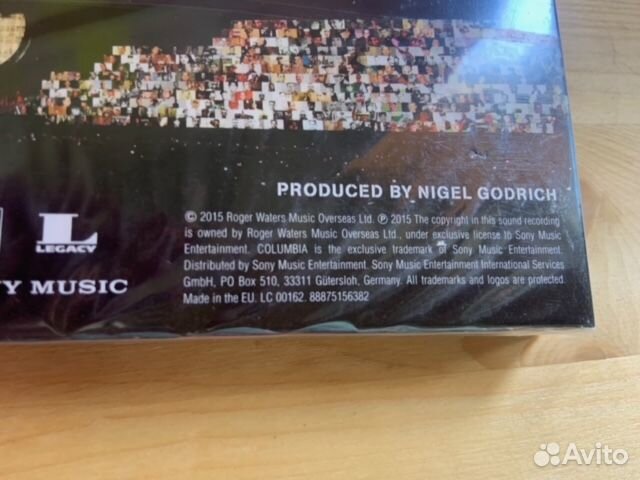 PRODUCED BY NIGEL GODRICH
© 2015 Roger Waters Music Overseas Ltd. ℗ 2015 The copyright in this sound recording
is owned by Roger Waters Music Overseas Ltd., under exclusive license to Sony Music
Entertainment. COLUMBIA is the exclusive trademark of Sony Music Entertainment.
Distributed by Sony Music Entertainment. Sony Music Entertainment International Services
GmbH, PO Box 510, 33311 Gütersloh, Germany. All trademarks and logos are protected.
Made in the EU. LC 00162. 88875156382
L
LEGACY
Y MUSIC
Avito